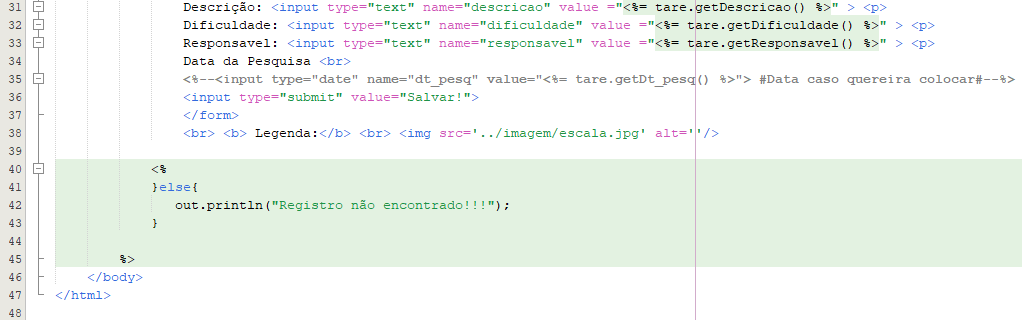 31 Descrição: <input type="text" name="descricao" value ="<%= tare.getDescricao() %>" > <p>
32 Dificuldade: <input type="text" name="dificuldade" value ="<%= tare.getDificuldade() %>" > <p>
33 Responsavel: <input type="text" name="responsavel" value ="<%= tare.getResponsavel() %>" > <p>
34 Data da Pesquisa <br>
35 <%--<input type="date" name="dt_pesq" value="<%= tare.getDt_pesq() %>"> #Data caso quereira colocar#--%>
36 <input type="submit" value="Salvar!">
37 </form>
38 <br> <b> Legenda:</b> <br> <img src='../imagem/escala.jpg' alt=''/>
39
40 <%
41 }else{
42 out.println("Registro não encontrado!!!");
43 }
44
45 %>
46 </body>
47 </html>
48